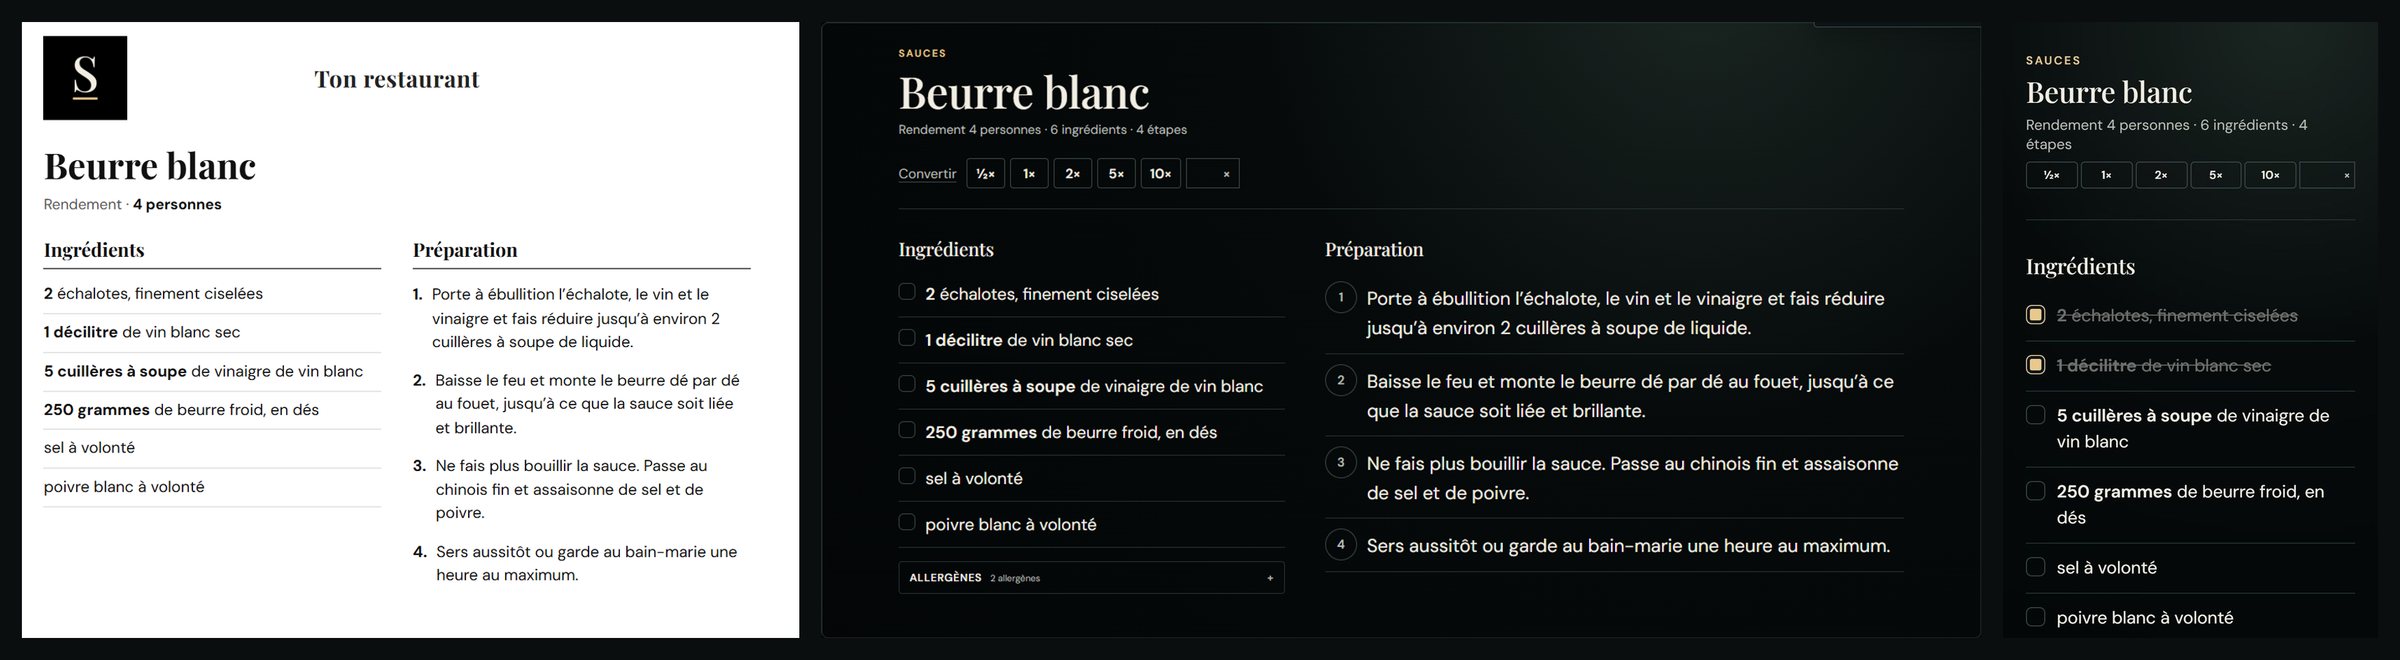 S
Ton restaurant
Beurre blanc
Rendement · 4 personnes
Ingrédients
2 échalotes, finement ciselées
1 décilitre de vin blanc sec
5 cuillères à soupe de vinaigre de vin blanc
250 grammes de beurre froid, en dés
sel à volonté
poivre blanc à volonté
Préparation
1. Porte à ébullition l’échalote, le vin et le
vinaigre et fais réduire jusqu’à environ 2
cuillères à soupe de liquide.
2. Baisse le feu et monte le beurre dé par dé
au fouet, jusqu’à ce que la sauce soit liée
et brillante.
3. Ne fais plus bouillir la sauce. Passe au
chinois fin et assaisonne de sel et de
poivre.
4. Sers aussitôt ou garde au bain-marie une
heure au maximum.
SAUCES
Beurre blanc
Rendement 4 personnes · 6 ingrédients · 4 étapes
Convertir ½× 1× 2× 5× 10× ×
Ingrédients
2 échalotes, finement ciselées
1 décilitre de vin blanc sec
5 cuillères à soupe de vinaigre de vin blanc
250 grammes de beurre froid, en dés
sel à volonté
poivre blanc à volonté
ALLERGÈNES 2 allergènes +
Préparation
1 Porte à ébullition l’échalote, le vin et le vinaigre et fais réduire
jusqu’à environ 2 cuillères à soupe de liquide.
2 Baisse le feu et monte le beurre dé par dé au fouet, jusqu’à ce
que la sauce soit liée et brillante.
3 Ne fais plus bouillir la sauce. Passe au chinois fin et assaisonne
de sel et de poivre.
4 Sers aussitôt ou garde au bain-marie une heure au maximum.
SAUCES
Beurre blanc
Rendement 4 personnes · 6 ingrédients · 4
étapes
½× 1× 2× 5× 10× ×
Ingrédients
2 échalotes, finement ciselées
1 décilitre de vin blanc sec
5 cuillères à soupe de vinaigre de
vin blanc
250 grammes de beurre froid, en
dés
sel à volonté
poivre blanc à volonté